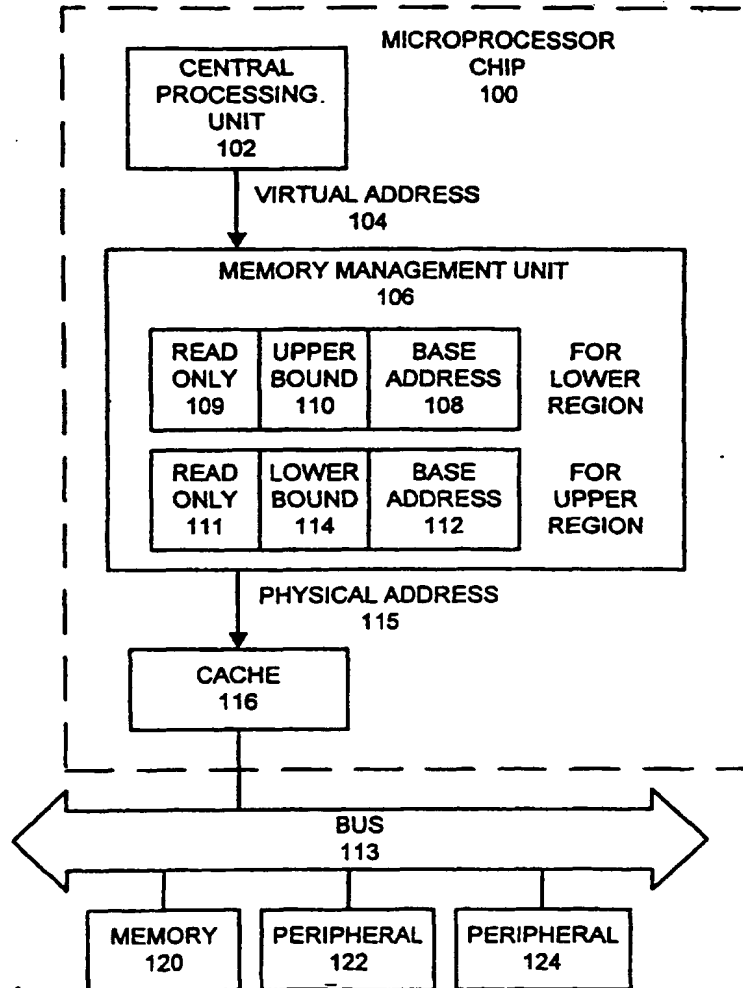 MICROPROCESSOR
CHIP
100
CENTRAL
PROCESSING.
UNIT
102
VIRTUAL ADDRESS
104
MEMORY MANAGEMENT UNIT
106
READ
ONLY
109
UPPER
BOUND
110
BASE
ADDRESS
108
FOR
LOWER
REGION
READ
ONLY
111
LOWER
BOUND
114
BASE
ADDRESS
112
FOR
UPPER
REGION
PHYSICAL ADDRESS
115
CACHE
116
BUS
113
MEMORY
120
PERIPHERAL
122
PERIPHERAL
124